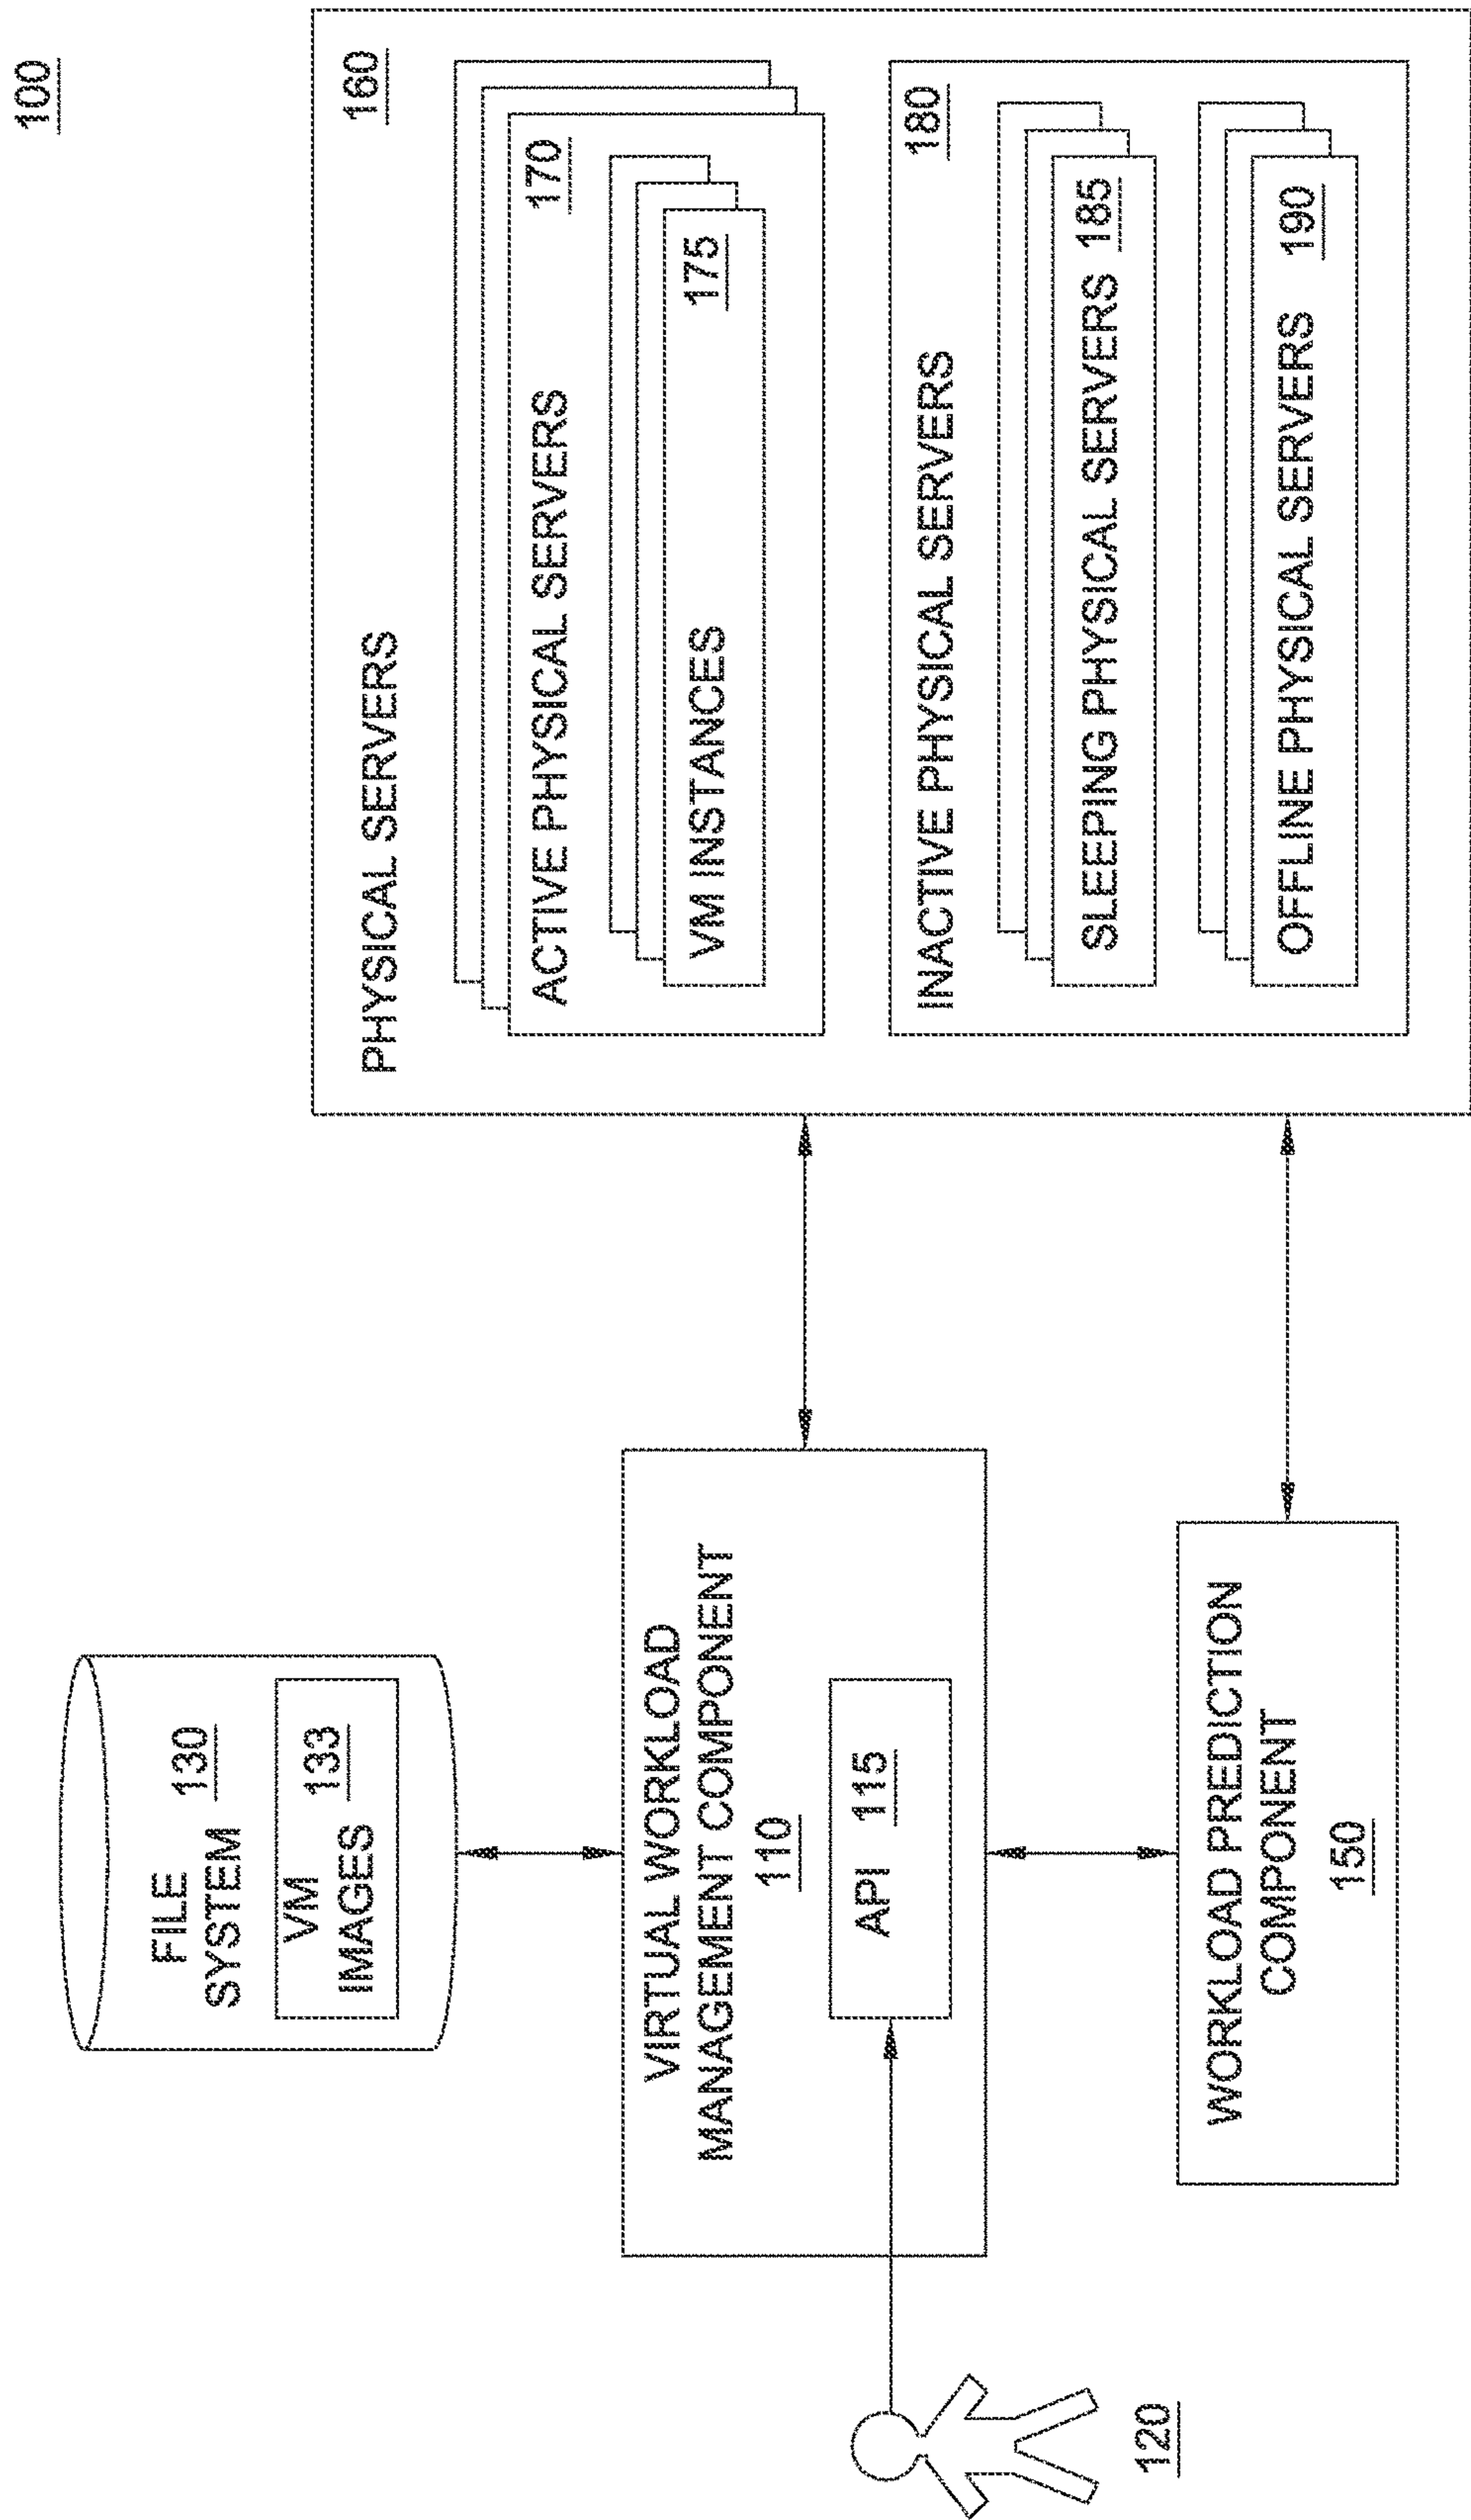 100
FILE
SYSTEM 130
VM
IMAGES 133
VIRTUAL WORKLOAD
MANAGEMENT COMPONENT
110
API 115
120
WORKLOAD PREDICTION
COMPONENT
150
PHYSICAL SERVERS 160
ACTIVE PHYSICAL SERVERS 170
VM INSTANCES 175
INACTIVE PHYSICAL SERVERS 180
SLEEPING PHYSICAL SERVERS 185
OFFLINE PHYSICAL SERVERS 190